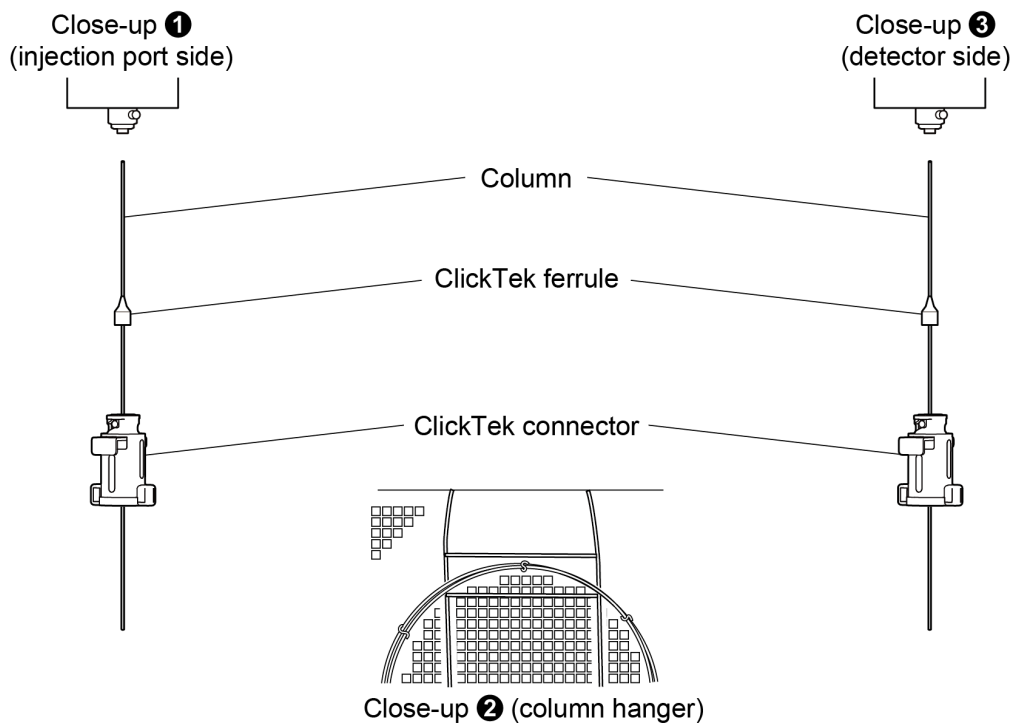 Close-up ❶
(injection port side)
Close-up ❸
(detector side)
Column
ClickTek ferrule
ClickTek connector
Close-up ❷ (column hanger)